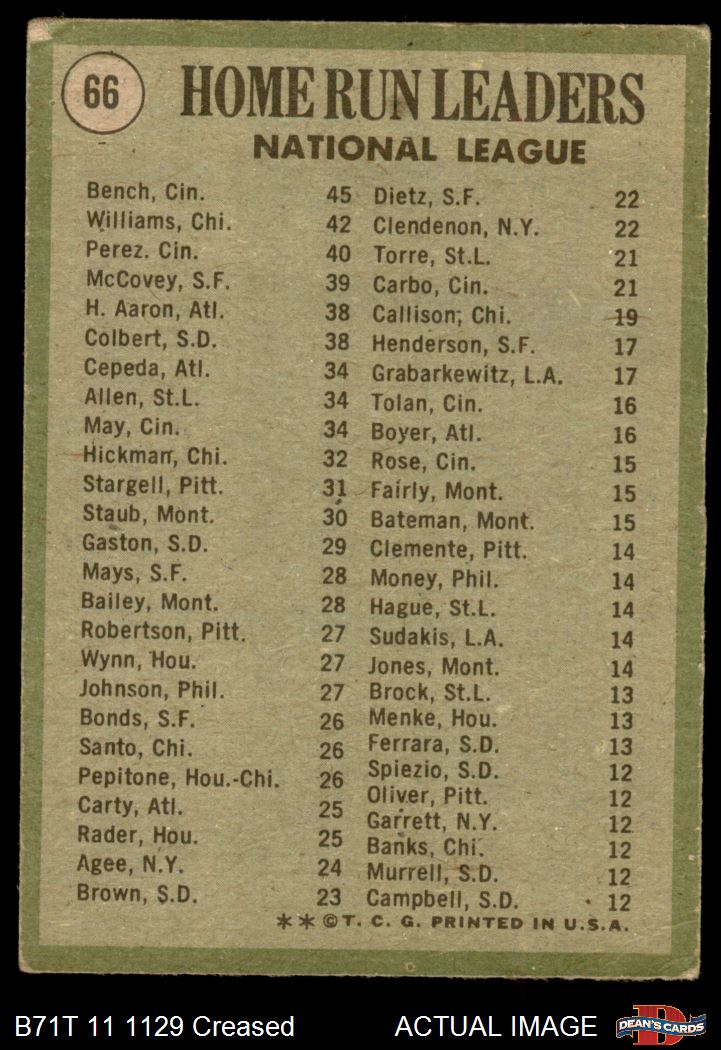 66
HOME RUN LEADERS
NATIONAL LEAGUE
Bench, Cin. 45
Williams, Chi. 42
Perez. Cin. 40
McCovey, S.F. 39
H. Aaron, Atl. 38
Colbert, S.D. 38
Cepeda, Atl. 34
Allen, St.L. 34
May, Cin. 34
Hickman, Chi. 32
Stargell, Pitt. 31
Staub, Mont. 30
Gaston, S.D. 29
Mays, S.F. 28
Bailey, Mont. 28
Robertson, Pitt. 27
Wynn, Hou. 27
Johnson, Phil. 27
Bonds, S.F. 26
Santo, Chi. 26
Pepitone, Hou.-Chi. 26
Carty, Atl. 25
Rader, Hou. 25
Agee, N.Y. 24
Brown, S.D. 23
Dietz, S.F. 22
Clendenon, N.Y. 22
Torre, St.L. 21
Carbo, Cin. 21
Callison, Chi. 19
Henderson, S.F. 17
Grabarkewitz, L.A. 17
Tolan, Cin. 16
Boyer, Atl. 16
Rose, Cin. 15
Fairly, Mont. 15
Bateman, Mont. 15
Clemente, Pitt. 14
Money, Phil. 14
Hague, St.L. 14
Sudakis, L.A. 14
Jones, Mont. 14
Brock, St.L. 13
Menke, Hou. 13
Ferrara, S.D. 13
Spiezio, S.D. 12
Oliver, Pitt. 12
Garrett, N.Y. 12
Banks, Chi. 12
Murrell, S.D. 12
Campbell, S.D. 12
**©T. C. G. PRINTED IN U.S.A.
B71T 11 1129 Creased ACTUAL IMAGE
D
DEAN'S CARDS